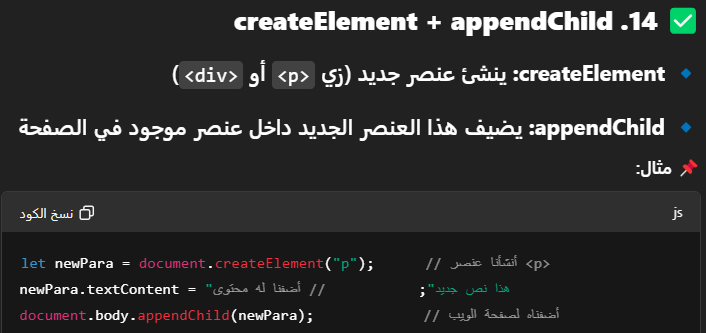 ✅ 14. createElement + appendChild
🔹 createElement: ينشئ عنصر جديد (زي <p> أو <div>)
🔹 appendChild: يضيف هذا العنصر الجديد داخل عنصر موجود في الصفحة
📌 مثال:
js
نسخ الكود
let newPara = document.createElement("p"); // أنشأنا عنصر <p>
newPara.textContent = "هذا نص جديد"; // أضفنا له محتوى
document.body.appendChild(newPara); // أضفناه لصفحة الويب